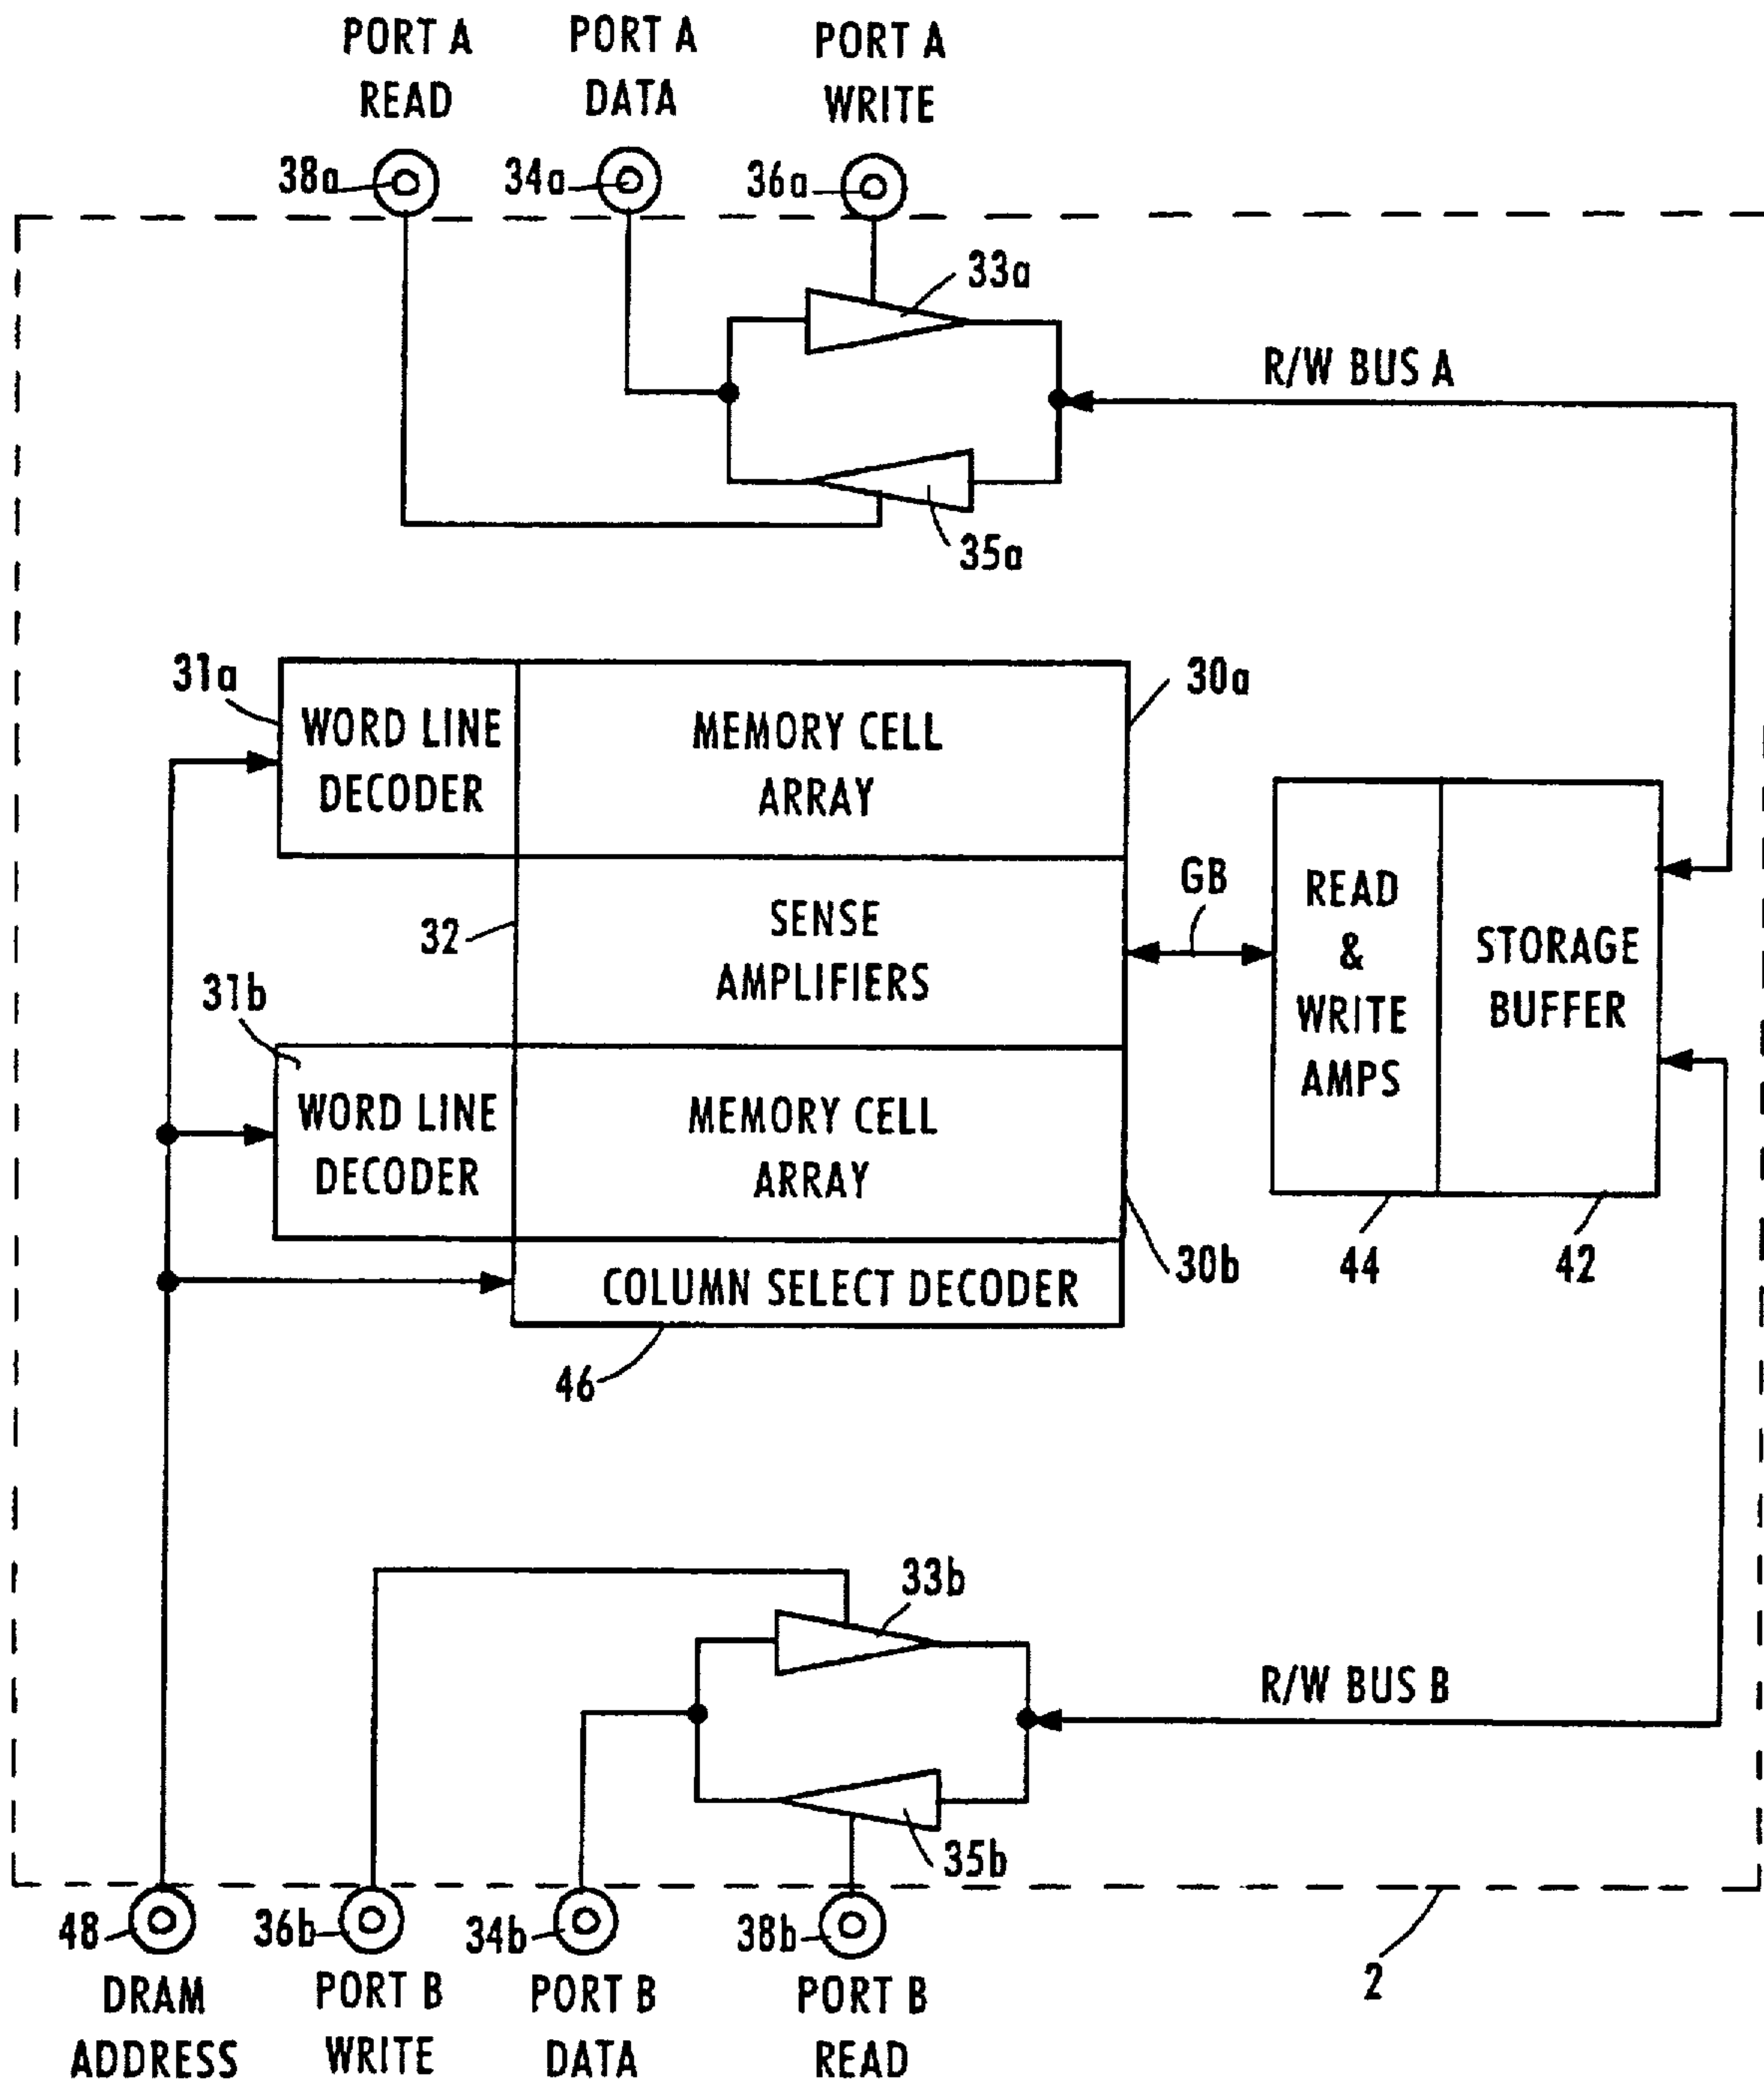 PORT A
READ
PORT A
DATA
PORT A
WRITE
38a
34a
36a
33a
R/W BUS A
35a
31a
WORD LINE
DECODER
MEMORY CELL
ARRAY
30a
32
SENSE
AMPLIFIERS
GB
READ
&
WRITE
AMPS
STORAGE
BUFFER
31b
WORD LINE
DECODER
MEMORY CELL
ARRAY
30b
44
42
COLUMN SELECT DECODER
46
33b
R/W BUS B
35b
48
36b
34b
38b
2
DRAM
ADDRESS
PORT B
WRITE
PORT B
DATA
PORT B
READ